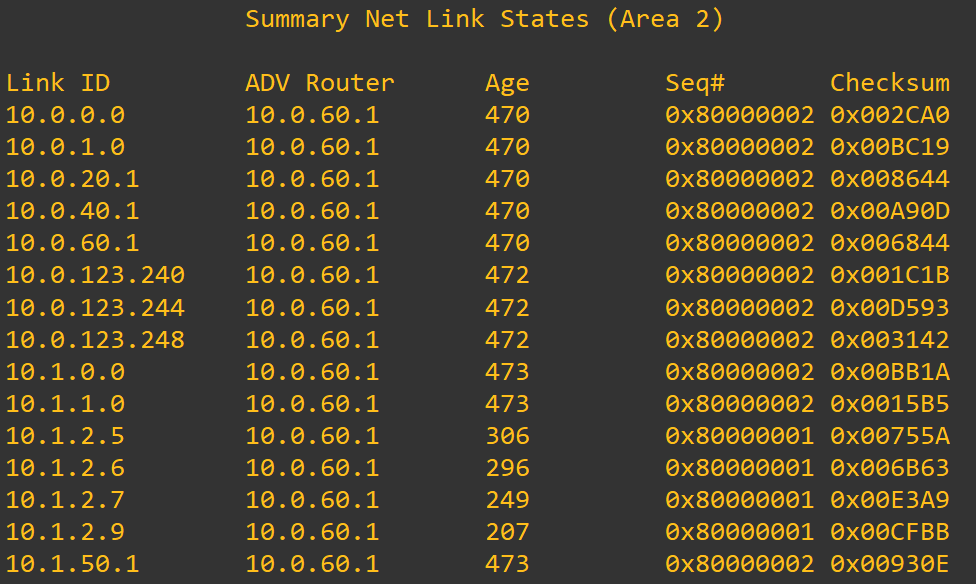 Summary Net Link States (Area 2)
Link ID ADV Router Age Seq# Checksum
10.0.0.0 10.0.60.1 470 0x80000002 0x002CA0
10.0.1.0 10.0.60.1 470 0x80000002 0x00BC19
10.0.20.1 10.0.60.1 470 0x80000002 0x008644
10.0.40.1 10.0.60.1 470 0x80000002 0x00A90D
10.0.60.1 10.0.60.1 470 0x80000002 0x006844
10.0.123.240 10.0.60.1 472 0x80000002 0x001C1B
10.0.123.244 10.0.60.1 472 0x80000002 0x00D593
10.0.123.248 10.0.60.1 472 0x80000002 0x003142
10.1.0.0 10.0.60.1 473 0x80000002 0x00BB1A
10.1.1.0 10.0.60.1 473 0x80000002 0x0015B5
10.1.2.5 10.0.60.1 306 0x80000001 0x00755A
10.1.2.6 10.0.60.1 296 0x80000001 0x006B63
10.1.2.7 10.0.60.1 249 0x80000001 0x00E3A9
10.1.2.9 10.0.60.1 207 0x80000001 0x00CFBB
10.1.50.1 10.0.60.1 473 0x80000002 0x00930E